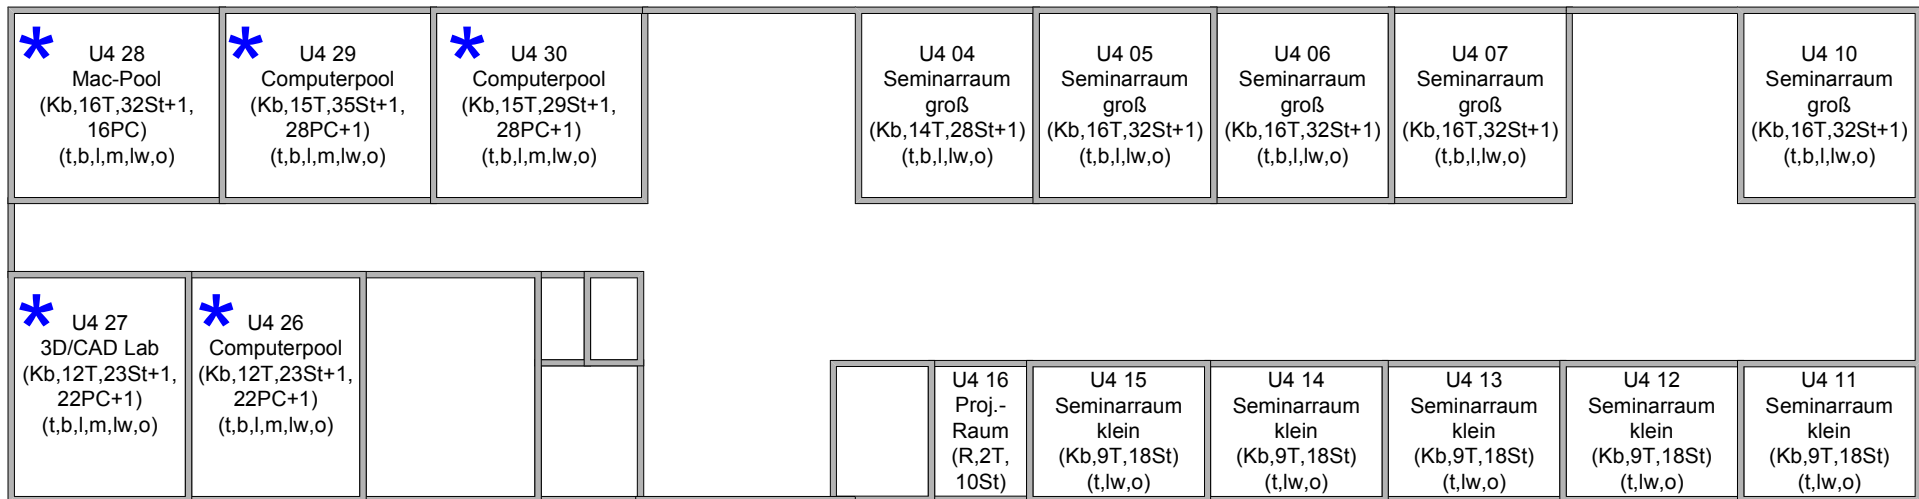 U4 28
Mac-Pool
(Kb,16T,32St+1,
16PC)
(t,b,l,m,lw,o)
U4 29
Computerpool
(Kb,15T,35St+1,
28PC+1)
(t,b,l,m,lw,o)
U4 30
Computerpool
(Kb,15T,29St+1,
28PC+1)
(t,b,l,m,lw,o)
U4 04
Seminarraum
groß
(Kb,14T,28St+1)
(t,b,l,lw,o)
U4 05
Seminarraum
groß
(Kb,16T,32St+1)
(t,b,l,lw,o)
U4 06
Seminarraum
groß
(Kb,16T,32St+1)
(t,b,l,lw,o)
U4 07
Seminarraum
groß
(Kb,16T,32St+1)
(t,b,l,lw,o)
U4 10
Seminarraum
groß
(Kb,16T,32St+1)
(t,b,l,lw,o)
U4 27
3D/CAD Lab
(Kb,12T,23St+1,
22PC+1)
(t,b,l,m,lw,o)
U4 26
Computerpool
(Kb,12T,23St+1,
22PC+1)
(t,b,l,m,lw,o)
U4 16
Proj.-
Raum
(R,2T,
10St)
U4 15
Seminarraum
klein
(Kb,9T,18St)
(t,lw,o)
U4 14
Seminarraum
klein
(Kb,9T,18St)
(t,lw,o)
U4 13
Seminarraum
klein
(Kb,9T,18St)
(t,lw,o)
U4 12
Seminarraum
klein
(Kb,9T,18St)
(t,lw,o)
U4 11
Seminarraum
klein
(Kb,9T,18St)
(t,lw,o)